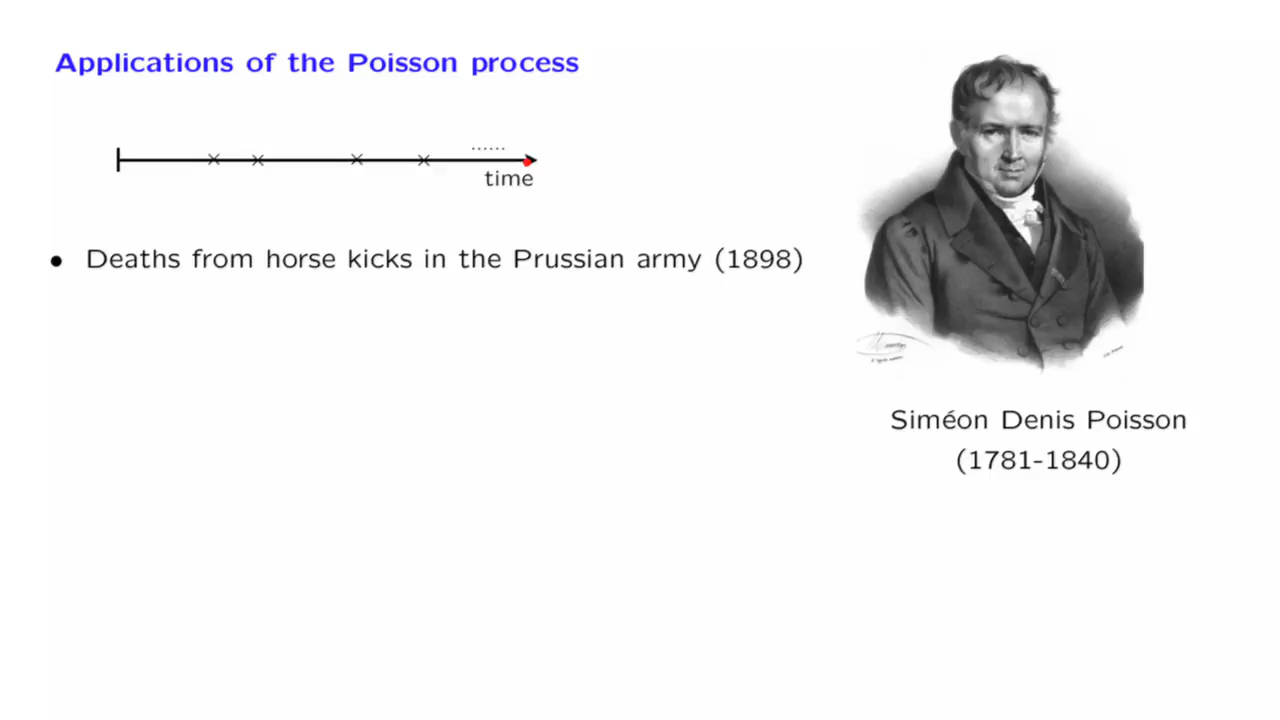 Applications of the Poisson process
......
time
• Deaths from horse kicks in the Prussian army (1898)
Siméon Denis Poisson
(1781-1840)